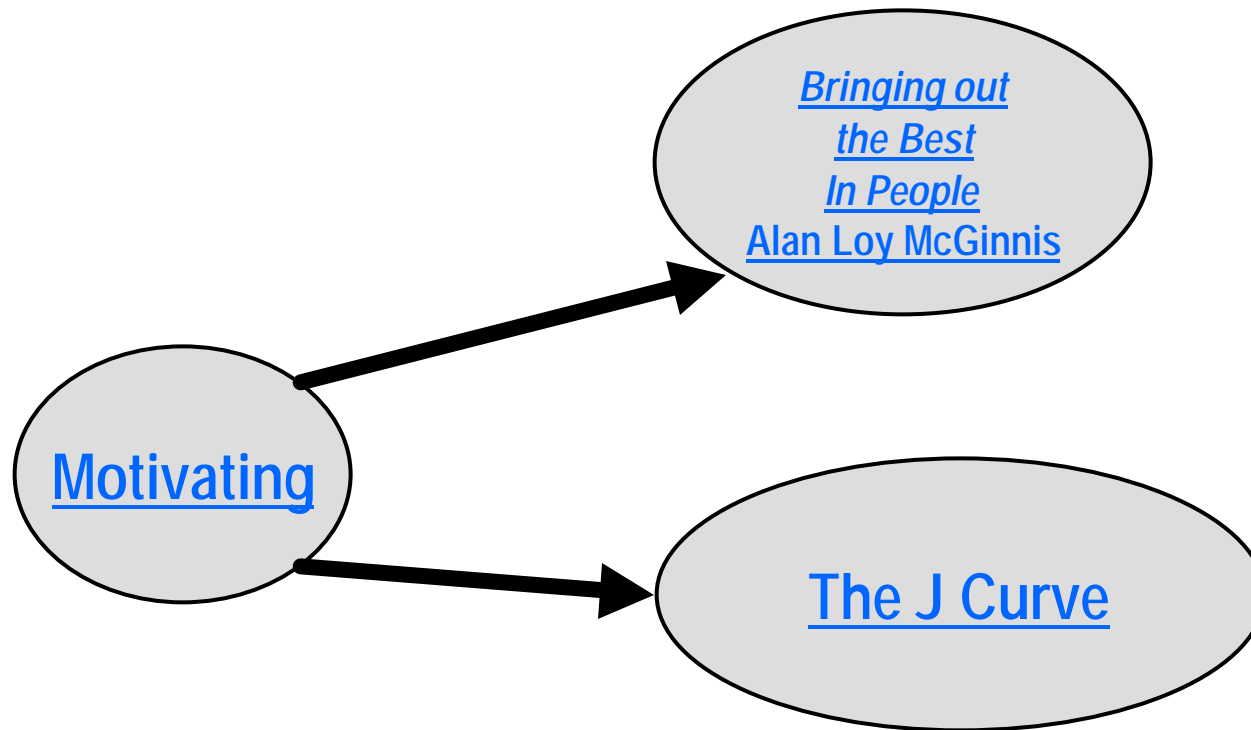 Bringing out
the Best
In People
Alan Loy McGinnis
Motivating
The J Curve